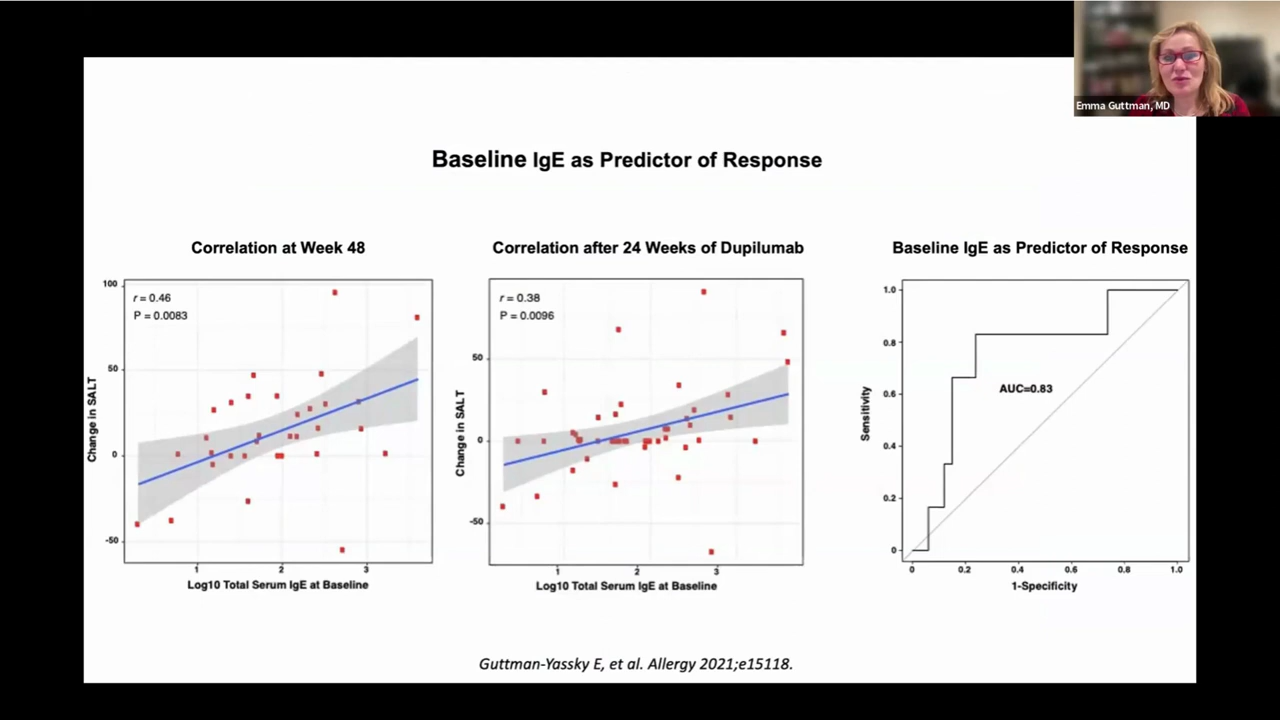 Emma Guttman, MD
Baseline IgE as Predictor of Response
Correlation at Week 48
r = 0.46
P = 0.0083
100
50
0
-50
Change in SALT
1
2
3
Log10 Total Serum IgE at Baseline
Correlation after 24 Weeks of Dupilumab
r = 0.38
P = 0.0096
50
0
-50
Change in SALT
1
2
3
Log10 Total Serum IgE at Baseline
Baseline IgE as Predictor of Response
1.0
0.8
0.6
0.4
0.2
0
Sensitivity
AUC=0.83
0
0.2
0.4
0.6
0.8
1.0
1-Specificity
Guttman-Yassky E, et al. Allergy 2021;e15118.